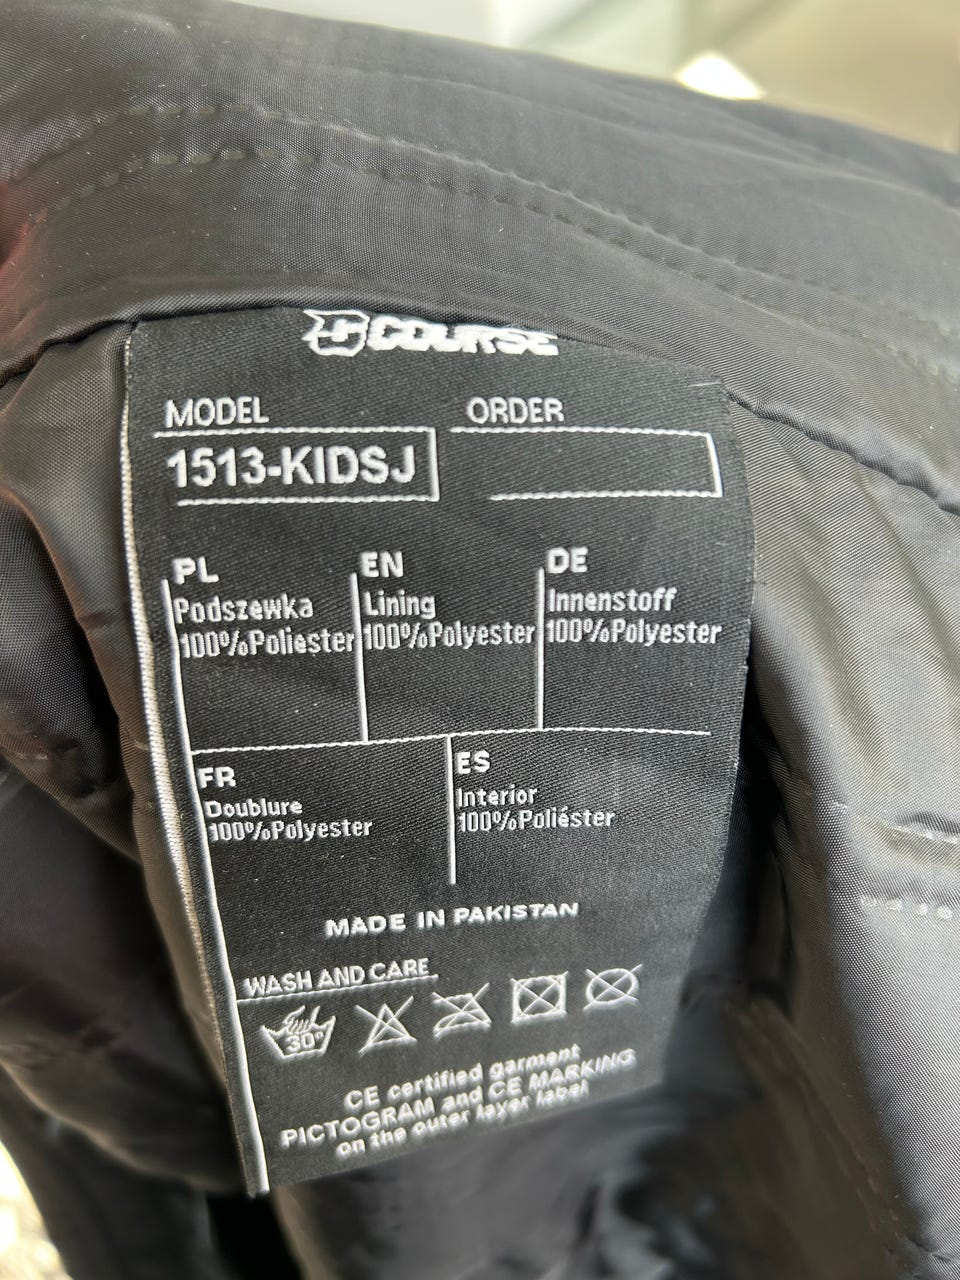 COURSE
MODEL ORDER
1513-KIDSJ
PL EN DE
Podszewka Lining Innenstoff
100%Poliester 100%Polyester 100%Polyester
FR ES
Doublure Interior
100%Polyester 100%Poliéster
MADE IN PAKISTAN
WASH AND CARE
30°
CE certified garment
PICTOGRAM and CE MARKING
on the outer layer label